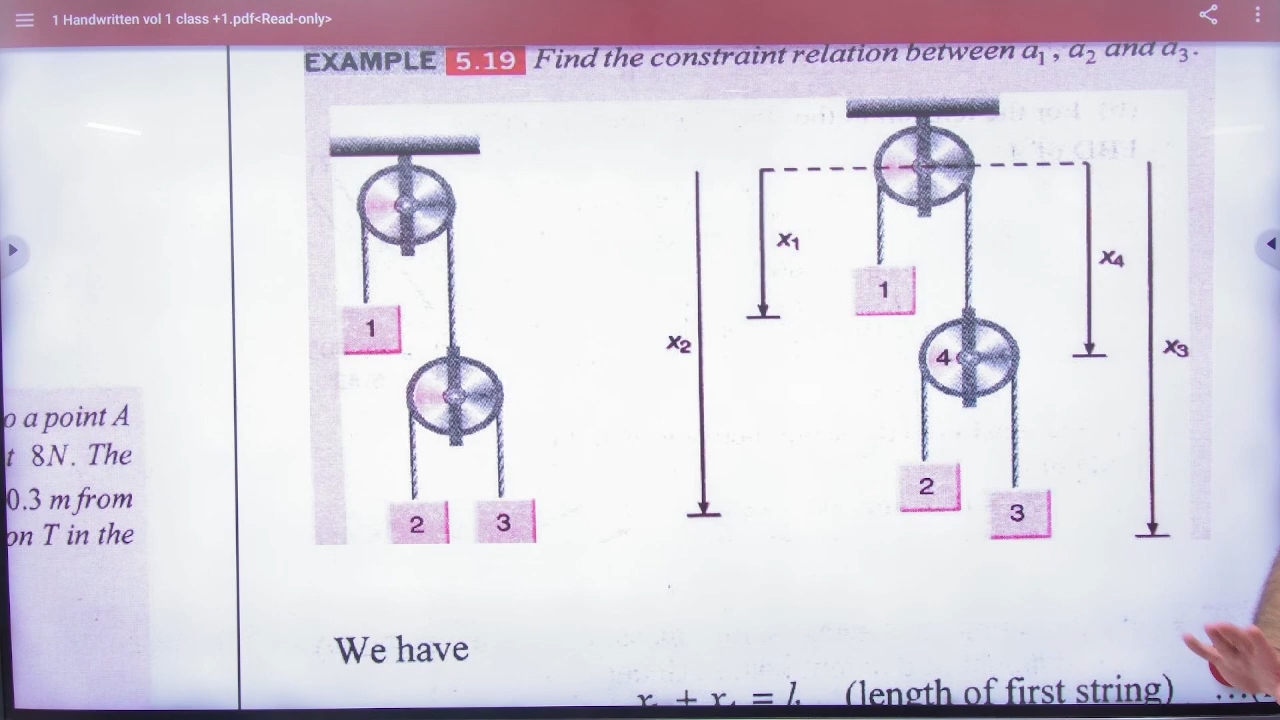 1 Handwritten vol 1 class +1.pdf<Read-only>
EXAMPLE 5.19 Find the constraint relation between a₁, a₂ and a₃.
1
2 3
x₂
x₁
1
4
2
3
x₄
x₃
o a point A
t 8N. The
0.3 m from
on T in the
We have
(length of first string)